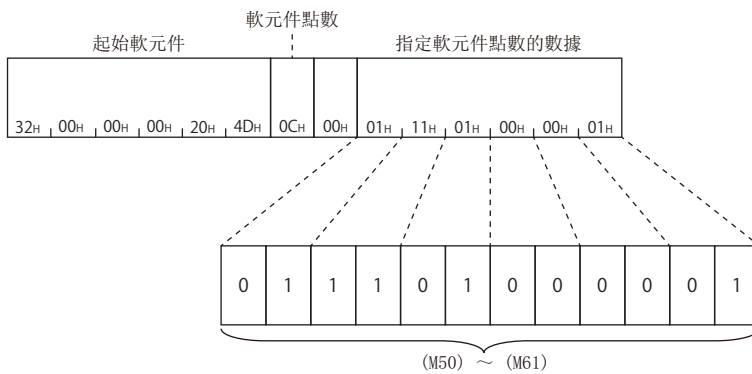 軟元件點數
起始軟元件
指定軟元件點數的數據
32H 00H 00H 00H 20H 4DH 0CH 00H 01H 11H 01H 00H 00H 01H
0 1 1 1 0 1 0 0 0 0 0 1
(M50) ～ (M61)